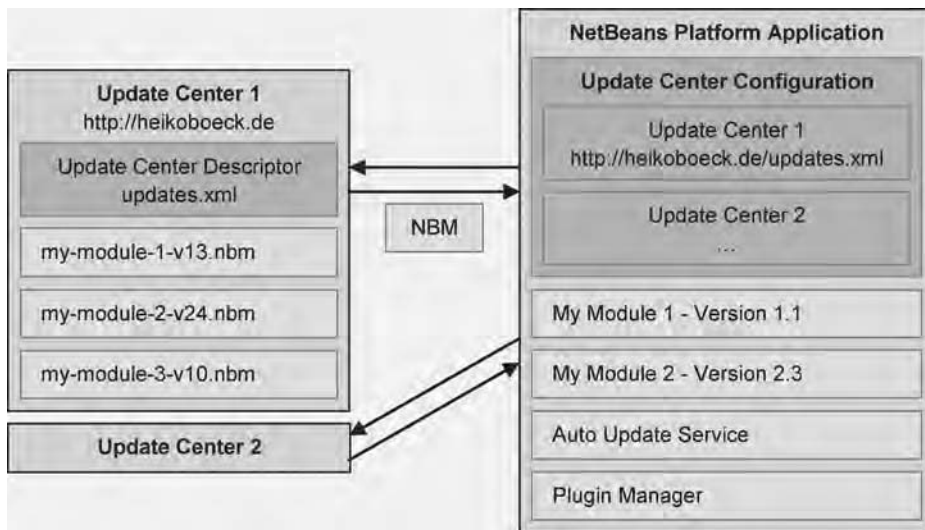 Update Center 1
http://heikoboeck.de
Update Center Descriptor
updates.xml
my-module-1-v13.nbm
my-module-2-v24.nbm
my-module-3-v10.nbm
Update Center 2
NBM
NetBeans Platform Application
Update Center Configuration
Update Center 1
http://heikoboeck.de/updates.xml
Update Center 2
...
My Module 1 - Version 1.1
My Module 2 - Version 2.3
Auto Update Service
Plugin Manager